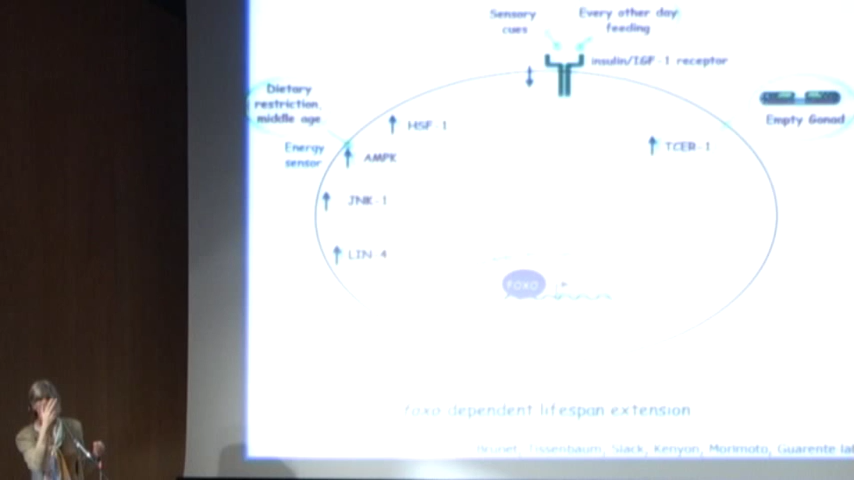 Sensory
cues
Every other day
feeding
insulin/IGF-1 receptor
Dietary
restriction,
middle age
Energy
sensor
HSF-1
AMPK
JNK-1
LIN-4
TCER-1
Empty Gonad
FOXO
foxo dependent lifespan extension
Brunet, Tissenbaum, Slack, Kenyon, Morimoto, Guarente lab